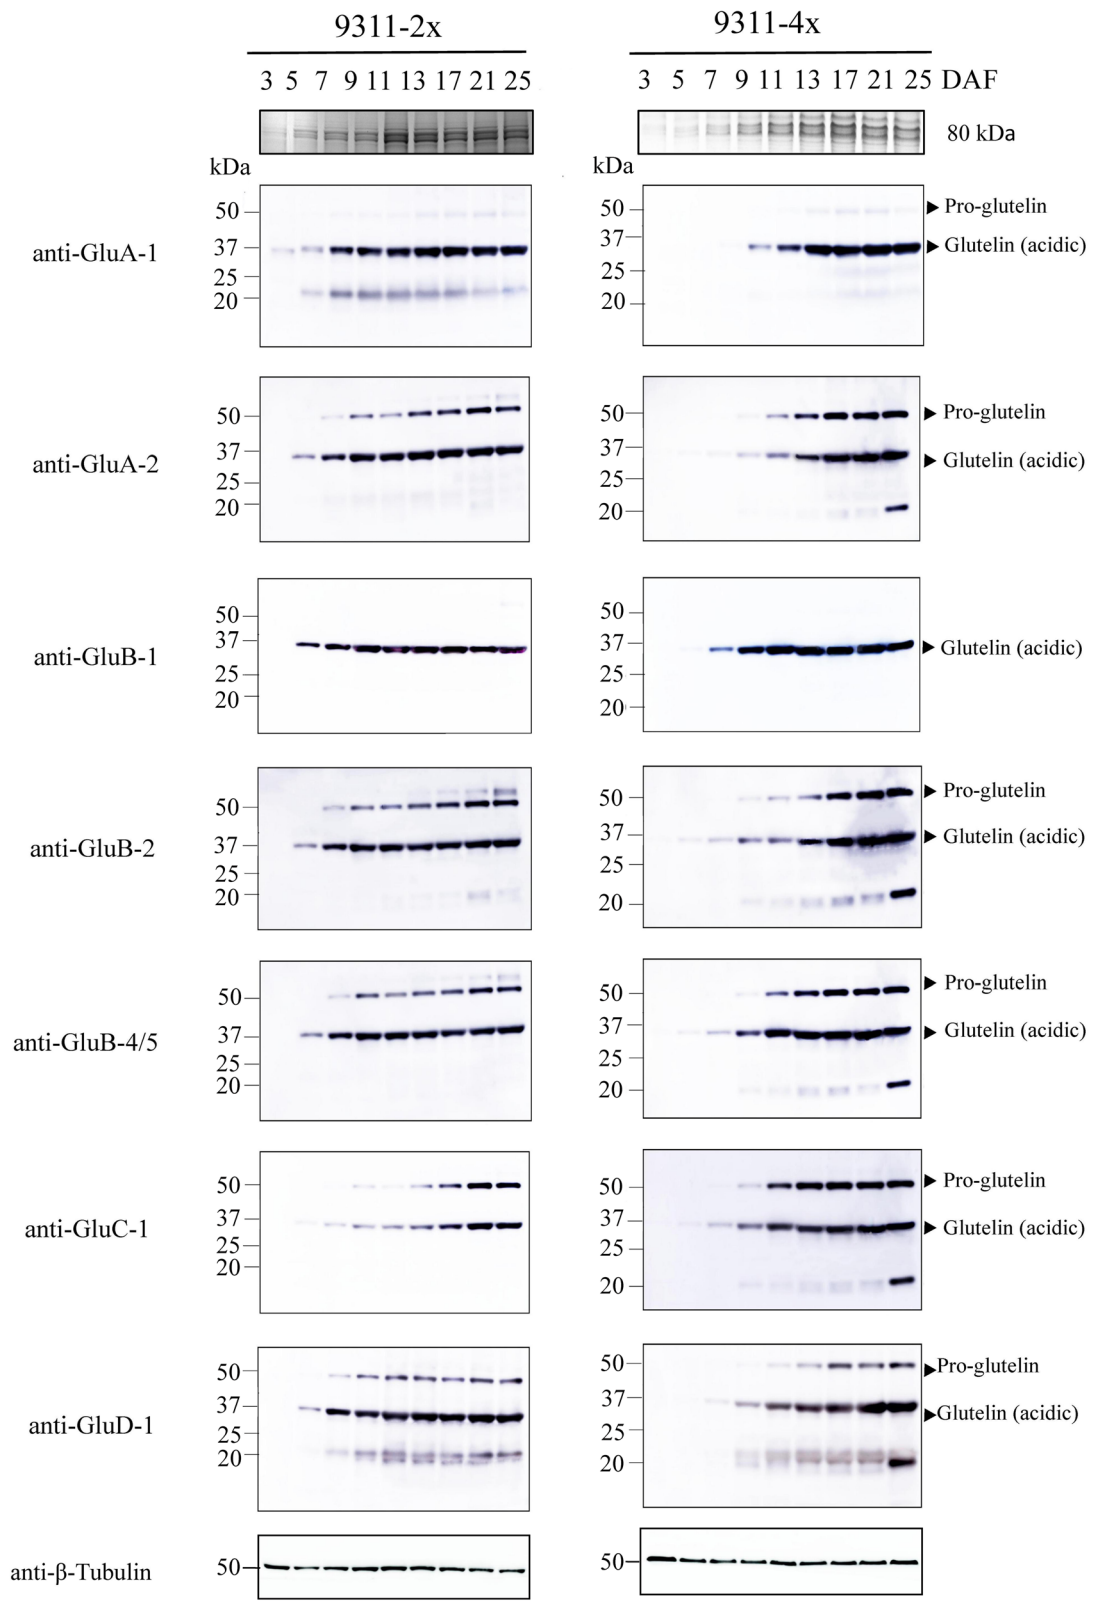 9311-2x 9311-4x
3 5 7 9 11 13 17 21 25 3 5 7 9 11 13 17 21 25 DAF
80 kDa
kDa kDa
anti-GluA-1
50 37 25 20
50 37 25 20
Pro-glutelin
Glutelin (acidic)
anti-GluA-2
50 37 25 20
50 37 25 20
Pro-glutelin
Glutelin (acidic)
anti-GluB-1
50 37 25 20
50 37 25 20
Glutelin (acidic)
anti-GluB-2
50 37 25 20
50 37 25 20
Pro-glutelin
Glutelin (acidic)
anti-GluB-4/5
50 37 25 20
50 37 25 20
Pro-glutelin
Glutelin (acidic)
anti-GluC-1
50 37 25 20
50 37 25 20
Pro-glutelin
Glutelin (acidic)
anti-GluD-1
50 37 25 20
50 37 25 20
Pro-glutelin
Glutelin (acidic)
anti-β-Tubulin
50 50